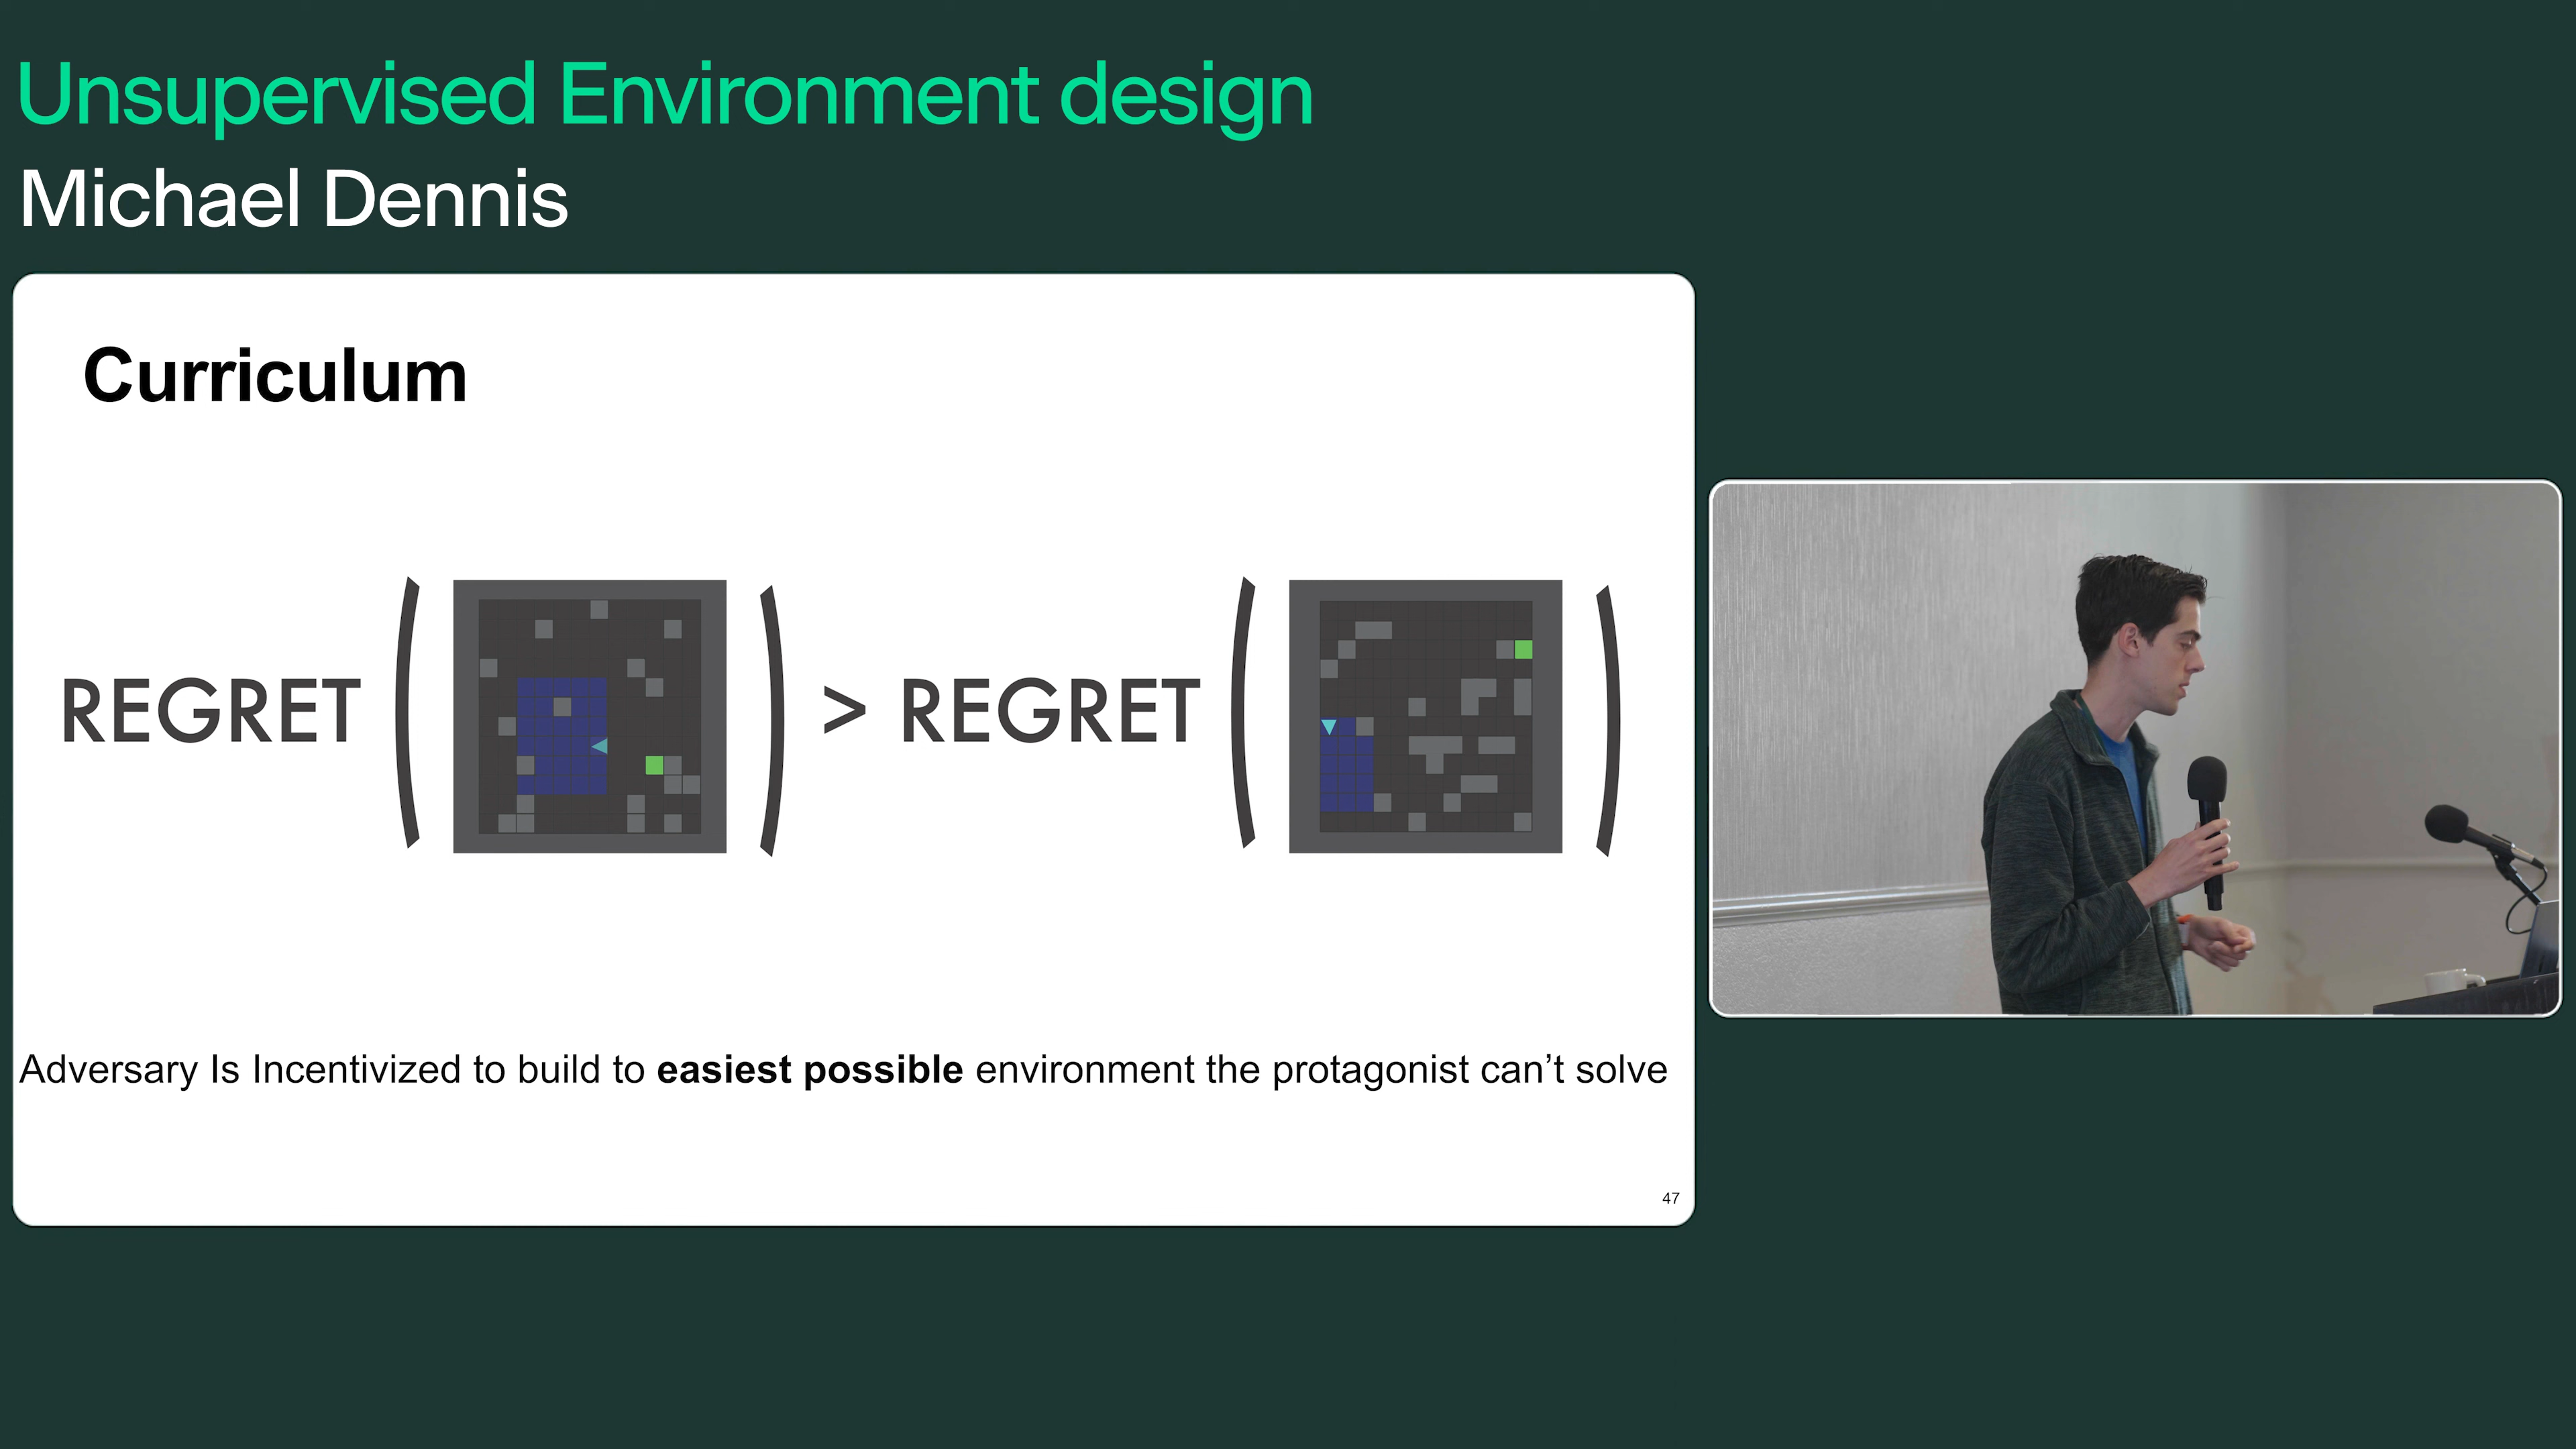 Unsupervised Environment design
Michael Dennis
Curriculum
REGRET ( ) > REGRET ( )
Adversary Is Incentivized to build to easiest possible environment the protagonist can’t solve
47